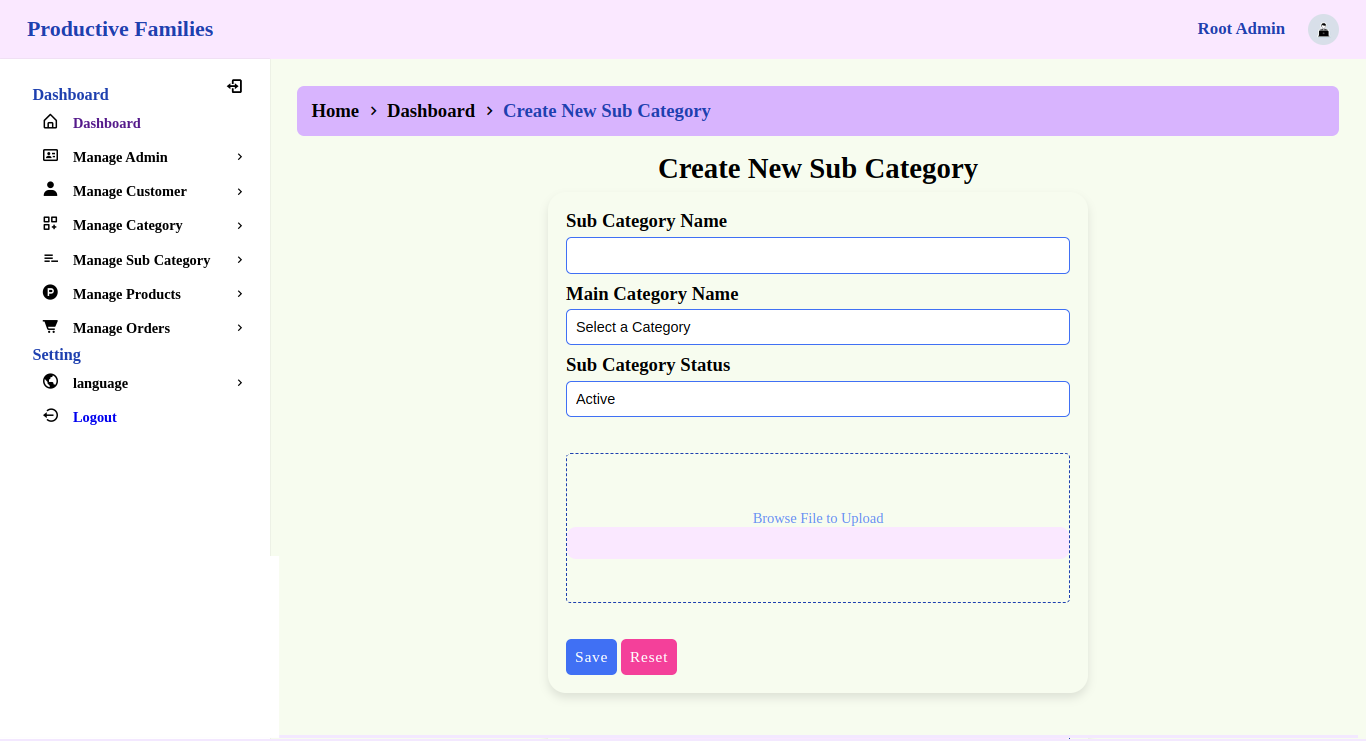 Productive Families
Root Admin
Dashboard
Dashboard
Manage Admin
Manage Customer
Manage Category
Manage Sub Category
Manage Products
Manage Orders
Setting
language
Logout
Home > Dashboard > Create New Sub Category
Create New Sub Category
Sub Category Name
Main Category Name
Select a Category
Sub Category Status
Active
Browse File to Upload
Save Reset